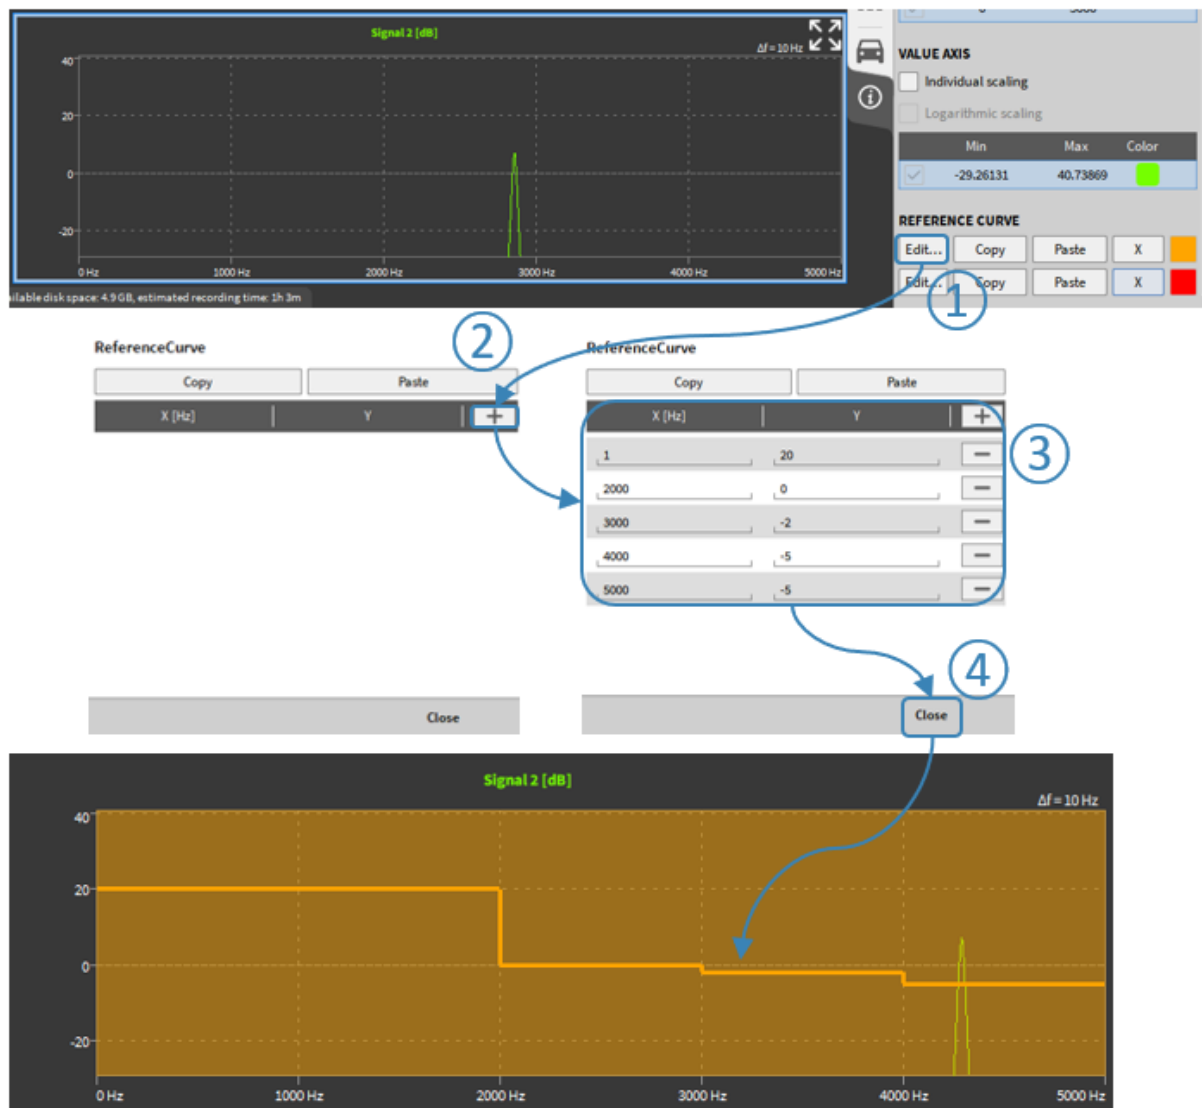 Signal 2 [dB]
Δf = 10 Hz
40
20
0
-20
0 Hz
1000 Hz
2000 Hz
3000 Hz
4000 Hz
5000 Hz
ailable disk space: 4.9 GB, estimated recording time: 1h 3m
VALUE AXIS
Individual scaling
Logarithmic scaling
Min Max Color
-29.26131 40.73869
REFERENCE CURVE
Edit... Copy Paste X
Edit... Copy Paste X
1
2
ReferenceCurve
Copy Paste
X [Hz] Y +
Close
ReferenceCurve
Copy Paste
X [Hz] Y +
3
1 20 −
2000 0 −
3000 -2 −
4000 -5 −
5000 -5 −
4
Close
Signal 2 [dB]
Δf = 10 Hz
40
20
0
-20
0 Hz
1000 Hz
2000 Hz
3000 Hz
4000 Hz
5000 Hz